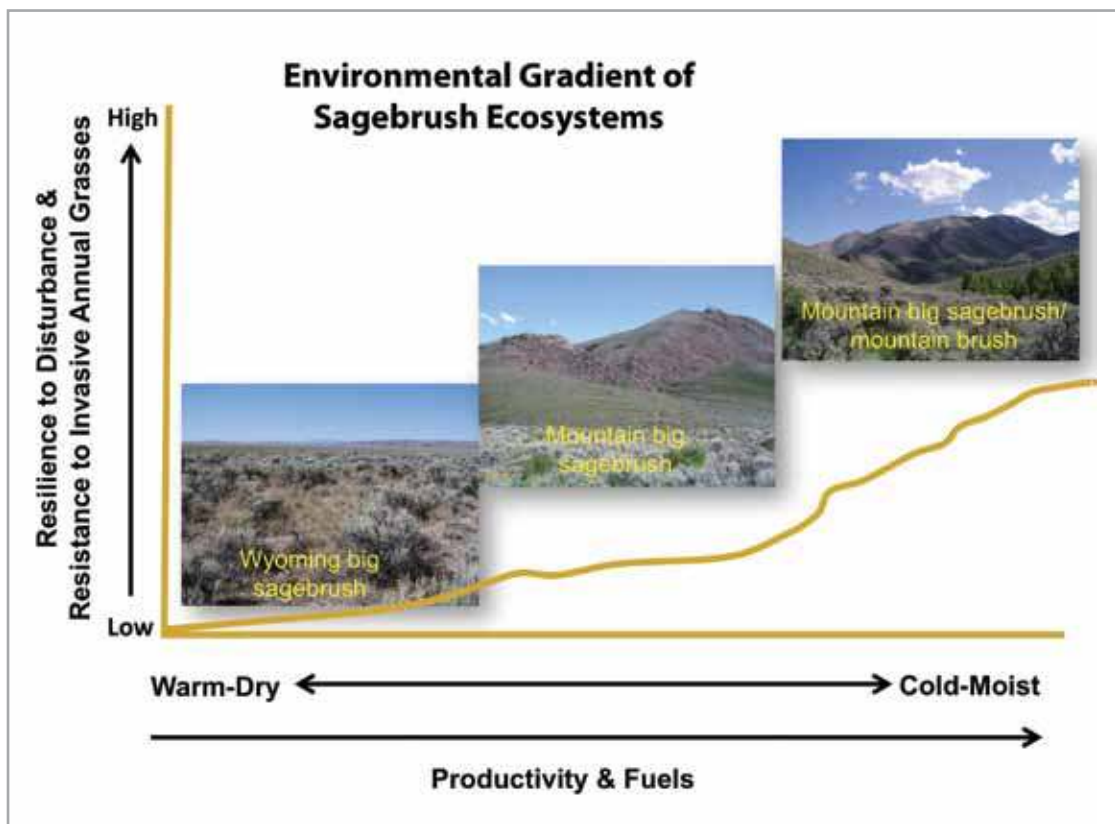 Environmental Gradient of
Sagebrush Ecosystems
High
Resilience to Disturbance &
Resistance to Invasive Annual Grasses
Mountain big sagebrush/
mountain brush
Mountain big
sagebrush
Wyoming big
sagebrush
Low
Warm-Dry
Cold-Moist
Productivity & Fuels